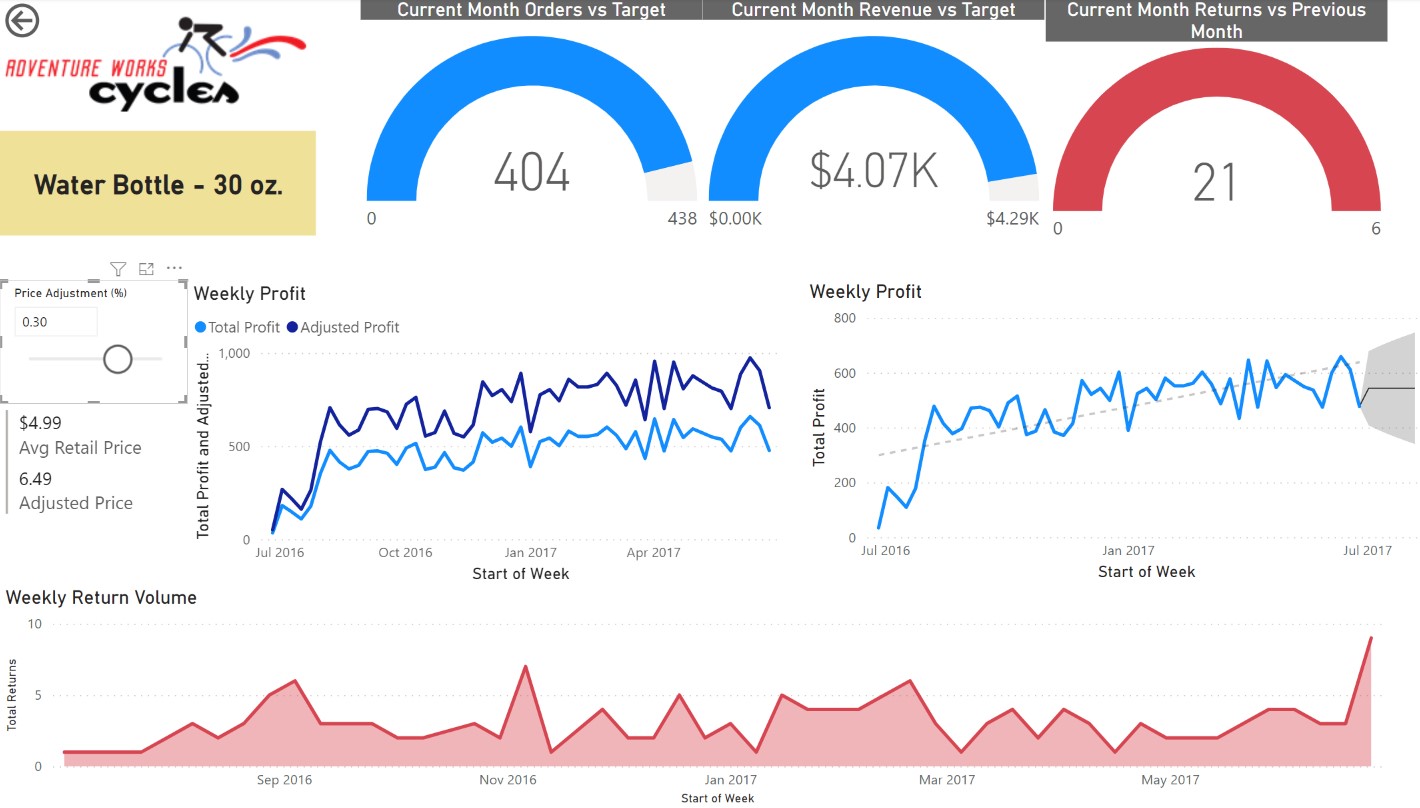 Current Month Orders vs Target
Current Month Revenue vs Target
Current Month Returns vs Previous
Month
ADVENTURE WORKS
cycles
Water Bottle - 30 oz.
404
0
438
$4.07K
$0.00K
$4.29K
21
0
6
Price Adjustment (%)
0.30
$4.99
Avg Retail Price
6.49
Adjusted Price
Weekly Profit
Total Profit
Adjusted Profit
Total Profit and Adjusted...
1,000
500
0
Jul 2016
Oct 2016
Jan 2017
Apr 2017
Start of Week
Weekly Profit
Total Profit
800
600
400
200
0
Jul 2016
Jan 2017
Jul 2017
Start of Week
Weekly Return Volume
Total Returns
10
5
0
Sep 2016
Nov 2016
Jan 2017
Mar 2017
May 2017
Start of Week